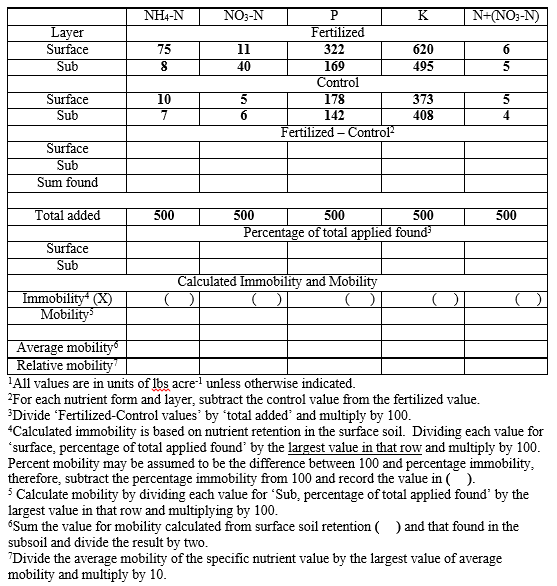 NH₄-N NO₃-N P K N+(NO₃-N)
Layer Fertilized
Surface 75 11 322 620 6
Sub 8 40 169 495 5
Control
Surface 10 5 178 373 5
Sub 7 6 142 408 4
Fertilized – Control²
Surface
Sub
Sum found
Total added 500 500 500 500 500
Percentage of total applied found³
Surface
Sub
Calculated Immobility and Mobility
Immobility⁴ (X) ( ) ( ) ( ) ( ) ( )
Mobility⁵
Average mobility⁶
Relative mobility⁷
¹All values are in units of lbs acre⁻¹ unless otherwise indicated.
²For each nutrient form and layer, subtract the control value from the fertilized value.
³Divide ‘Fertilized-Control values’ by ‘total added’ and multiply by 100.
⁴Calculated immobility is based on nutrient retention in the surface soil. Dividing each value for
‘surface, percentage of total applied found’ by the largest value in that row and multiply by 100.
Percent mobility may be assumed to be the difference between 100 and percentage immobility,
therefore, subtract the percentage immobility from 100 and record the value in ( ).
⁵ Calculate mobility by dividing each value for ‘Sub, percentage of total applied found’ by the
largest value in that row and multiplying by 100.
⁶Sum the value for mobility calculated from surface soil retention ( ) and that found in the
subsoil and divide the result by two.
⁷Divide the average mobility of the specific nutrient value by the largest value of average
mobility and multiply by 10.